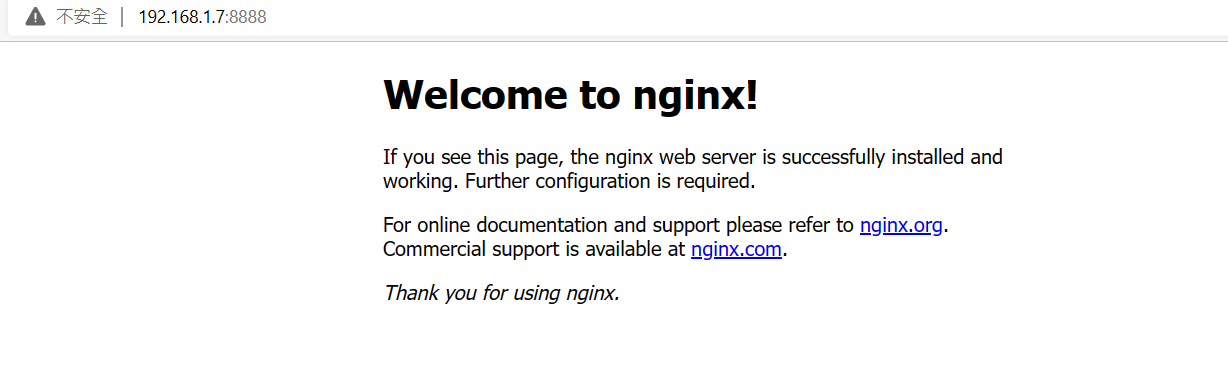 不安全 | 192.168.1.7:8888
Welcome to nginx!
If you see this page, the nginx web server is successfully installed and
working. Further configuration is required.
For online documentation and support please refer to nginx.org.
Commercial support is available at nginx.com.
Thank you for using nginx.